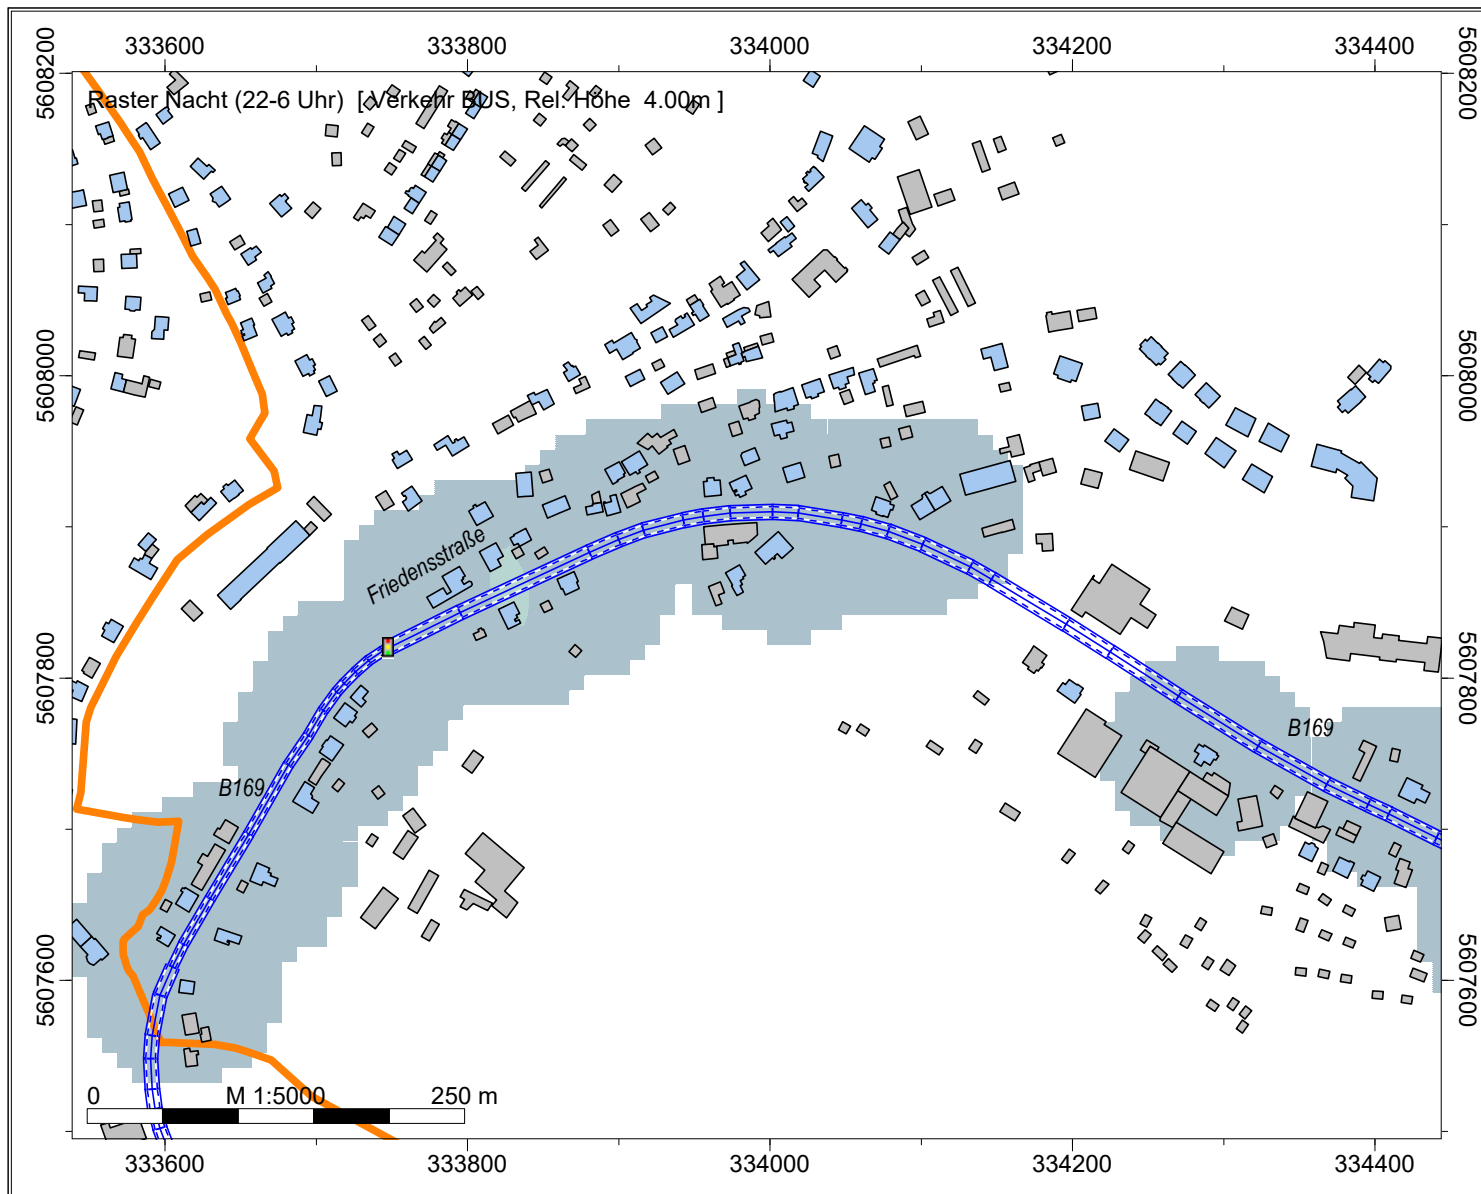 333600 333800 334000 334200 334400
5608200 5608200
Raster Nacht (22-6 Uhr) [ Verkehr BUS, Rel. Höhe 4.00m ]
5608000 5608000
Friedensstraße
5607800 5607800
B169
B169
5607600 5607600
0 M 1:5000 250 m
333600 333800 334000 334200 334400